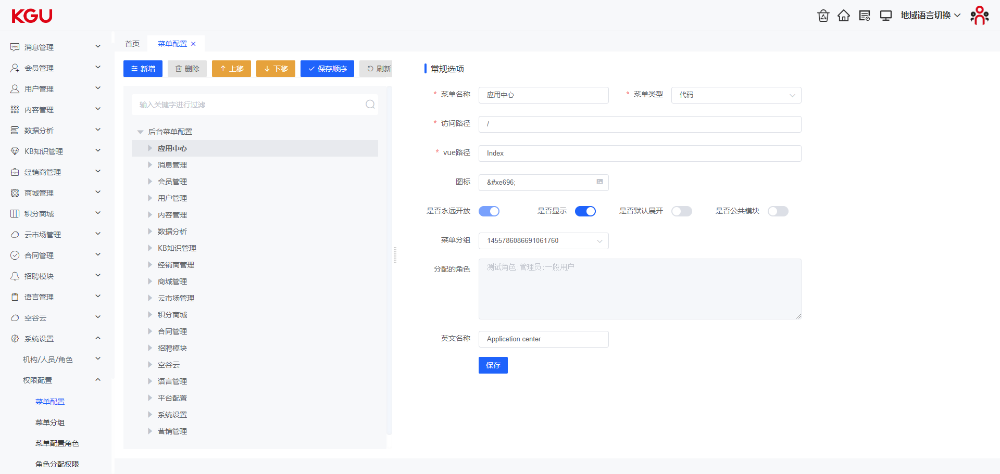 KGU
地域语言切换
消息管理
会员管理
用户管理
内容管理
数据分析
KB知识管理
经销商管理
商城管理
积分商城
云市场管理
合同管理
招聘模块
语言管理
空谷云
系统设置
机构/人员/角色
权限配置
菜单配置
菜单分组
菜单配置角色
角色分配权限
首页
菜单配置
新增 删除 上移 下移 保存顺序 刷新
输入关键字进行过滤
后台菜单配置
应用中心
消息管理
会员管理
用户管理
内容管理
数据分析
KB知识管理
经销商管理
商城管理
云市场管理
积分商城
合同管理
招聘模块
空谷云
语言管理
平台配置
系统设置
营销管理
常规选项
* 菜单名称 应用中心 * 菜单类型 代码
* 访问路径 /
* vue路径 Index
图标 &#xe696;
是否永远开放 是否显示 是否默认展开 是否公共模块
菜单分组 1455786086691061760
分配的角色 测试角色;管理员;一般用户
英文名称 Application center
保存